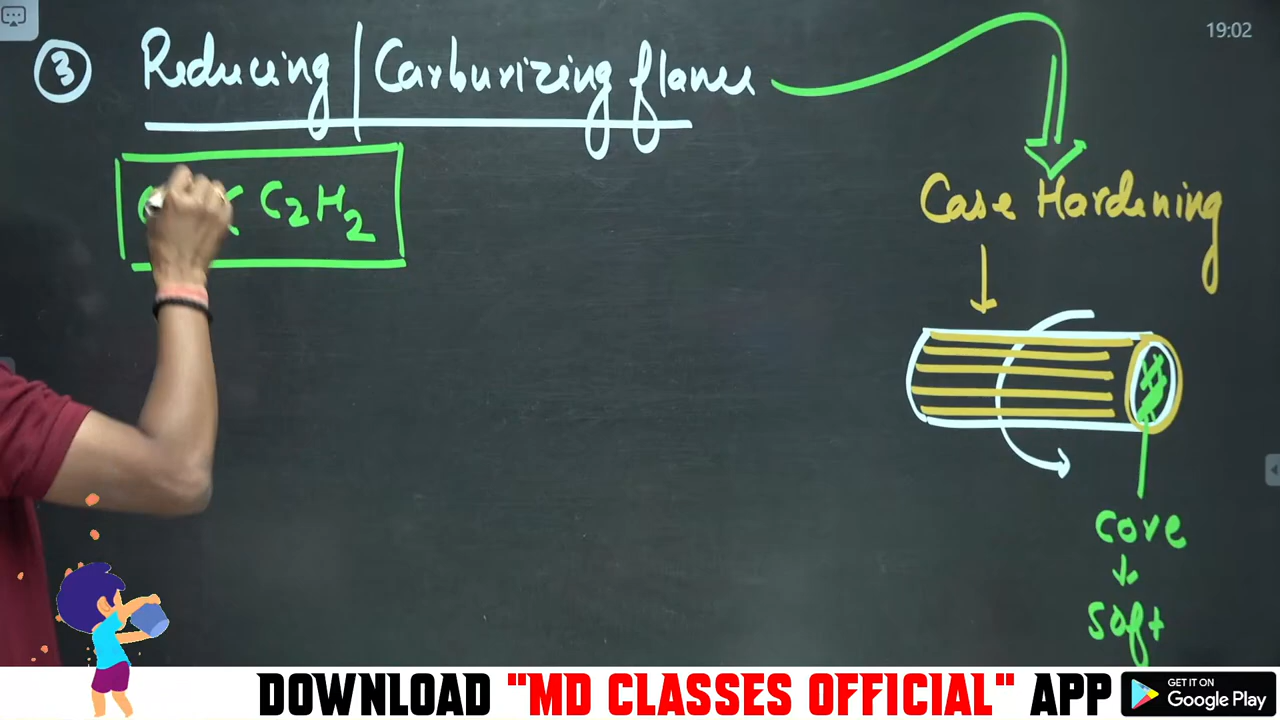 19:02
③ Reducing | Carburizing flame
< C2H2
Case Hardening
core
soft
DOWNLOAD "MD CLASSES OFFICIAL" APP
GET IT ON
Google Play